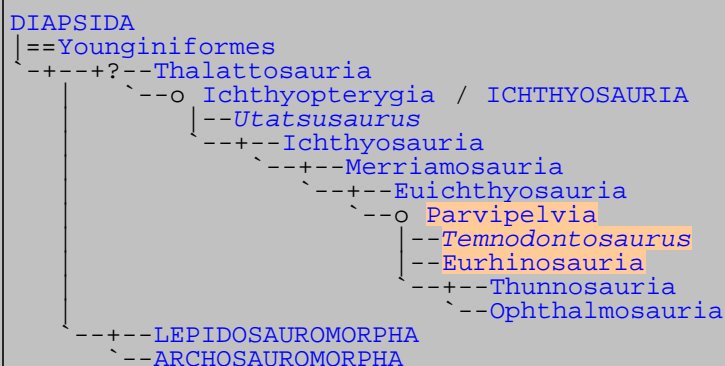 DIAPSIDA
|==Younginiformes
`-+--+?--Thalattosauria
  |  `--o Ichthyopterygia / ICHTHYOSAURIA
  |     |--Utatsusaurus
  |     `--+--Ichthyosauria
  |        `--+--Merriamosauria
  |           `--+--Euichthyosauria
  |              `--o Parvipelvia
  |                 |--Temnodontosaurus
  |                 |--Eurhinosauria
  |                 `--+--Thunnosauria
  |                    `--Ophthalmosauria
  `--+--LEPIDOSAUROMORPHA
     `--ARCHOSAUROMORPHA